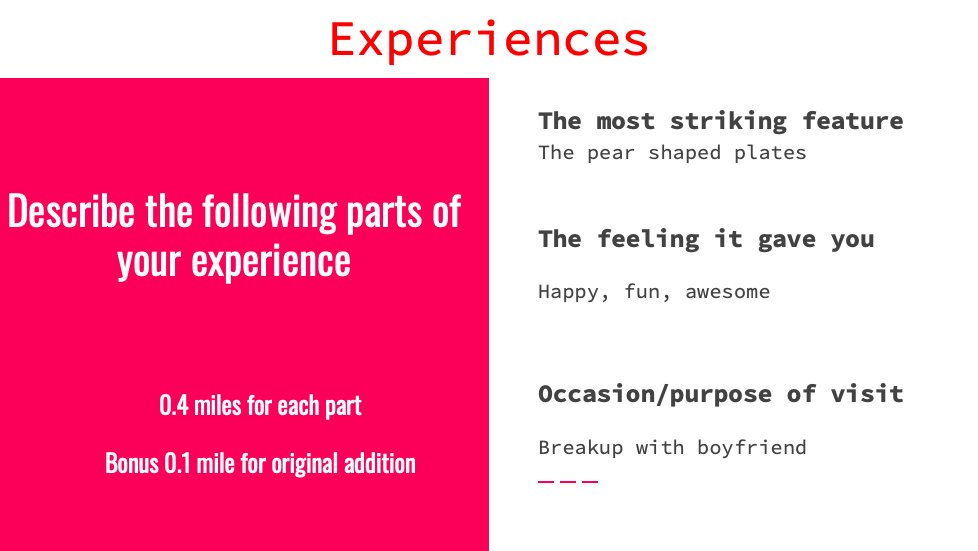 Experiences
Describe the following parts of
your experience
0.4 miles for each part
Bonus 0.1 mile for original addition
The most striking feature
The pear shaped plates
The feeling it gave you
Happy, fun, awesome
Occasion/purpose of visit
Breakup with boyfriend